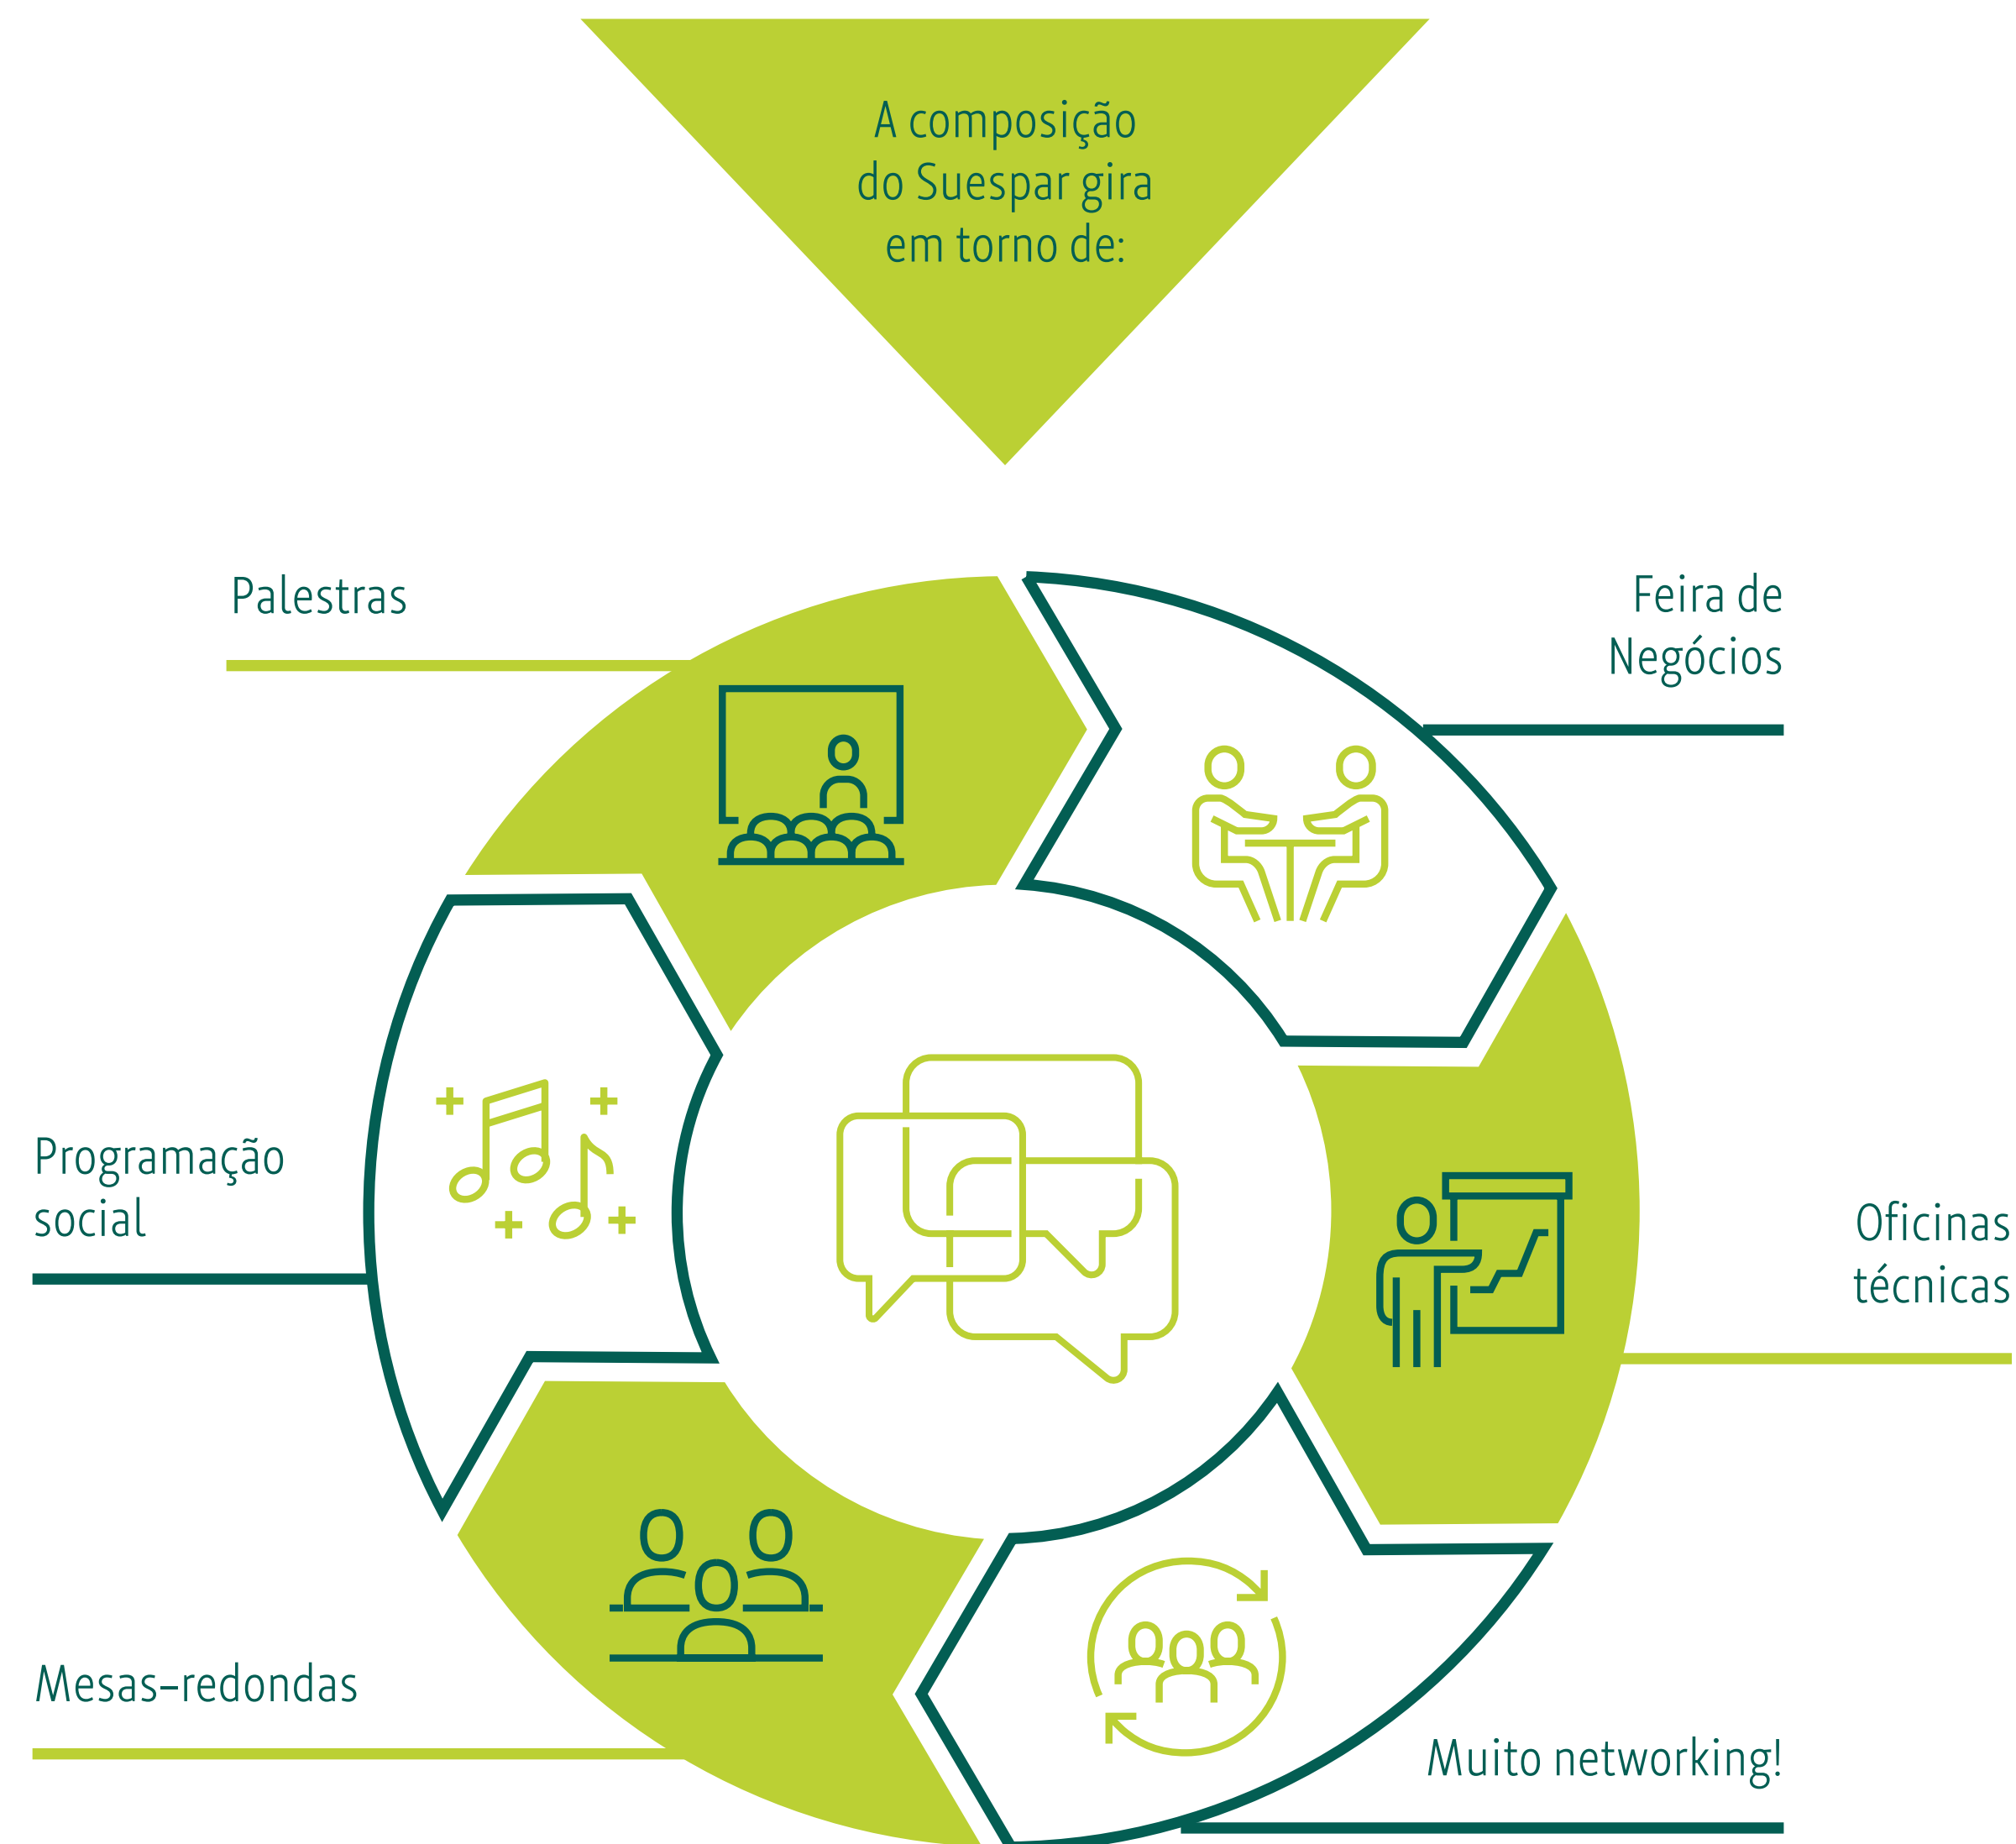 A composição
do Suespar gira
em torno de:
Palestras
Feira de
Negócios
Programação
social
Oficinas
técnicas
Mesas-redondas
Muito networking!